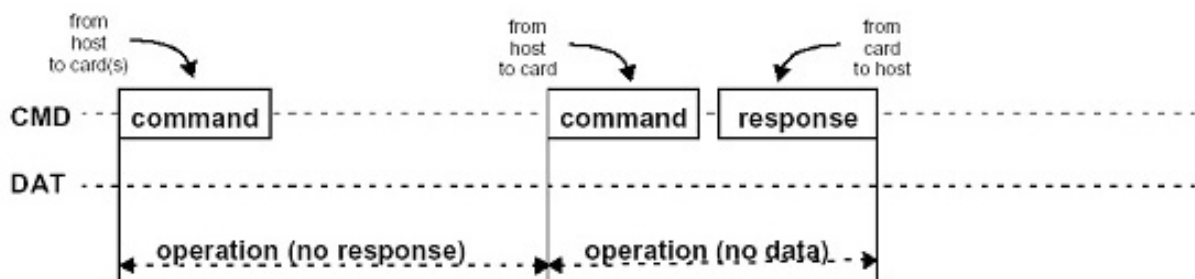 from
host
to card(s)
from
host
to card
from
card
to host
CMD
command
command
response
DAT
operation (no response)
operation (no data)